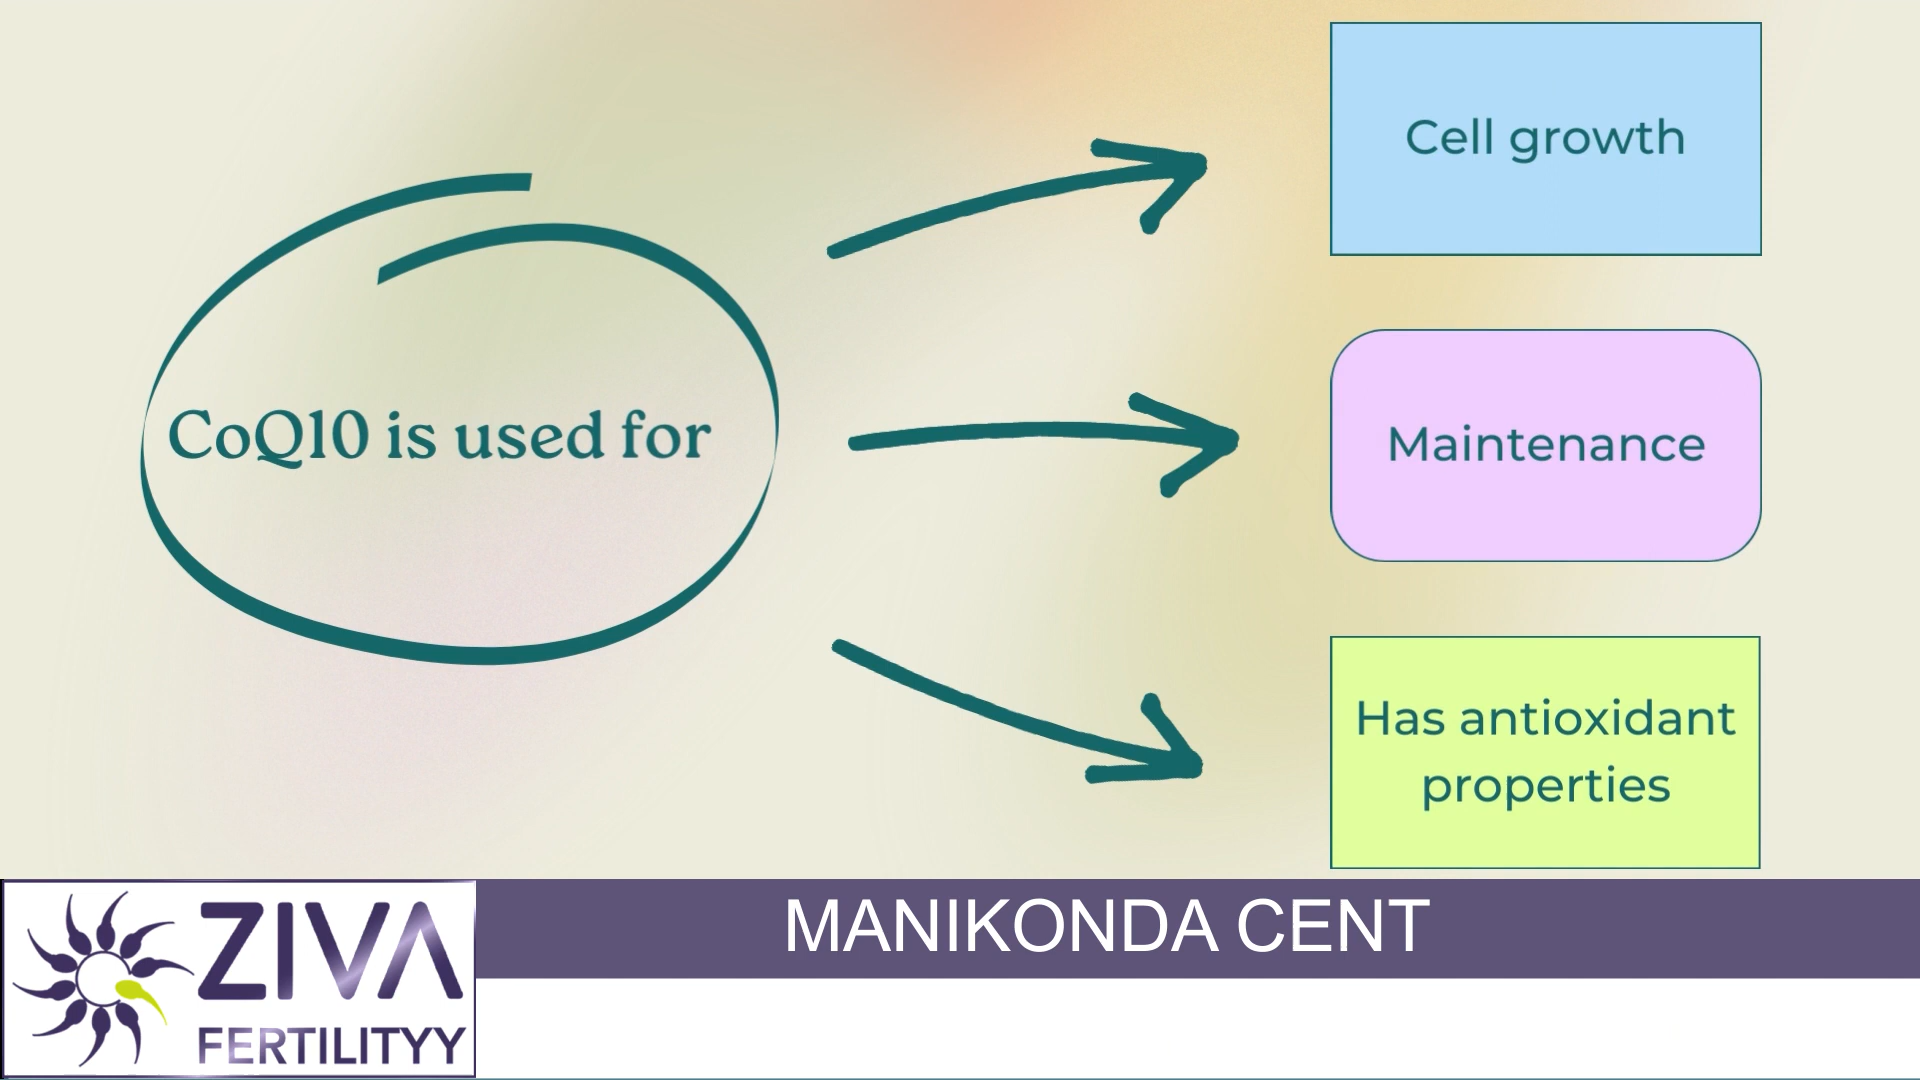 CoQ10 is used for
Cell growth
Maintenance
Has antioxidant
properties
MANIKONDA CENT
ZIVA
FERTILITYY